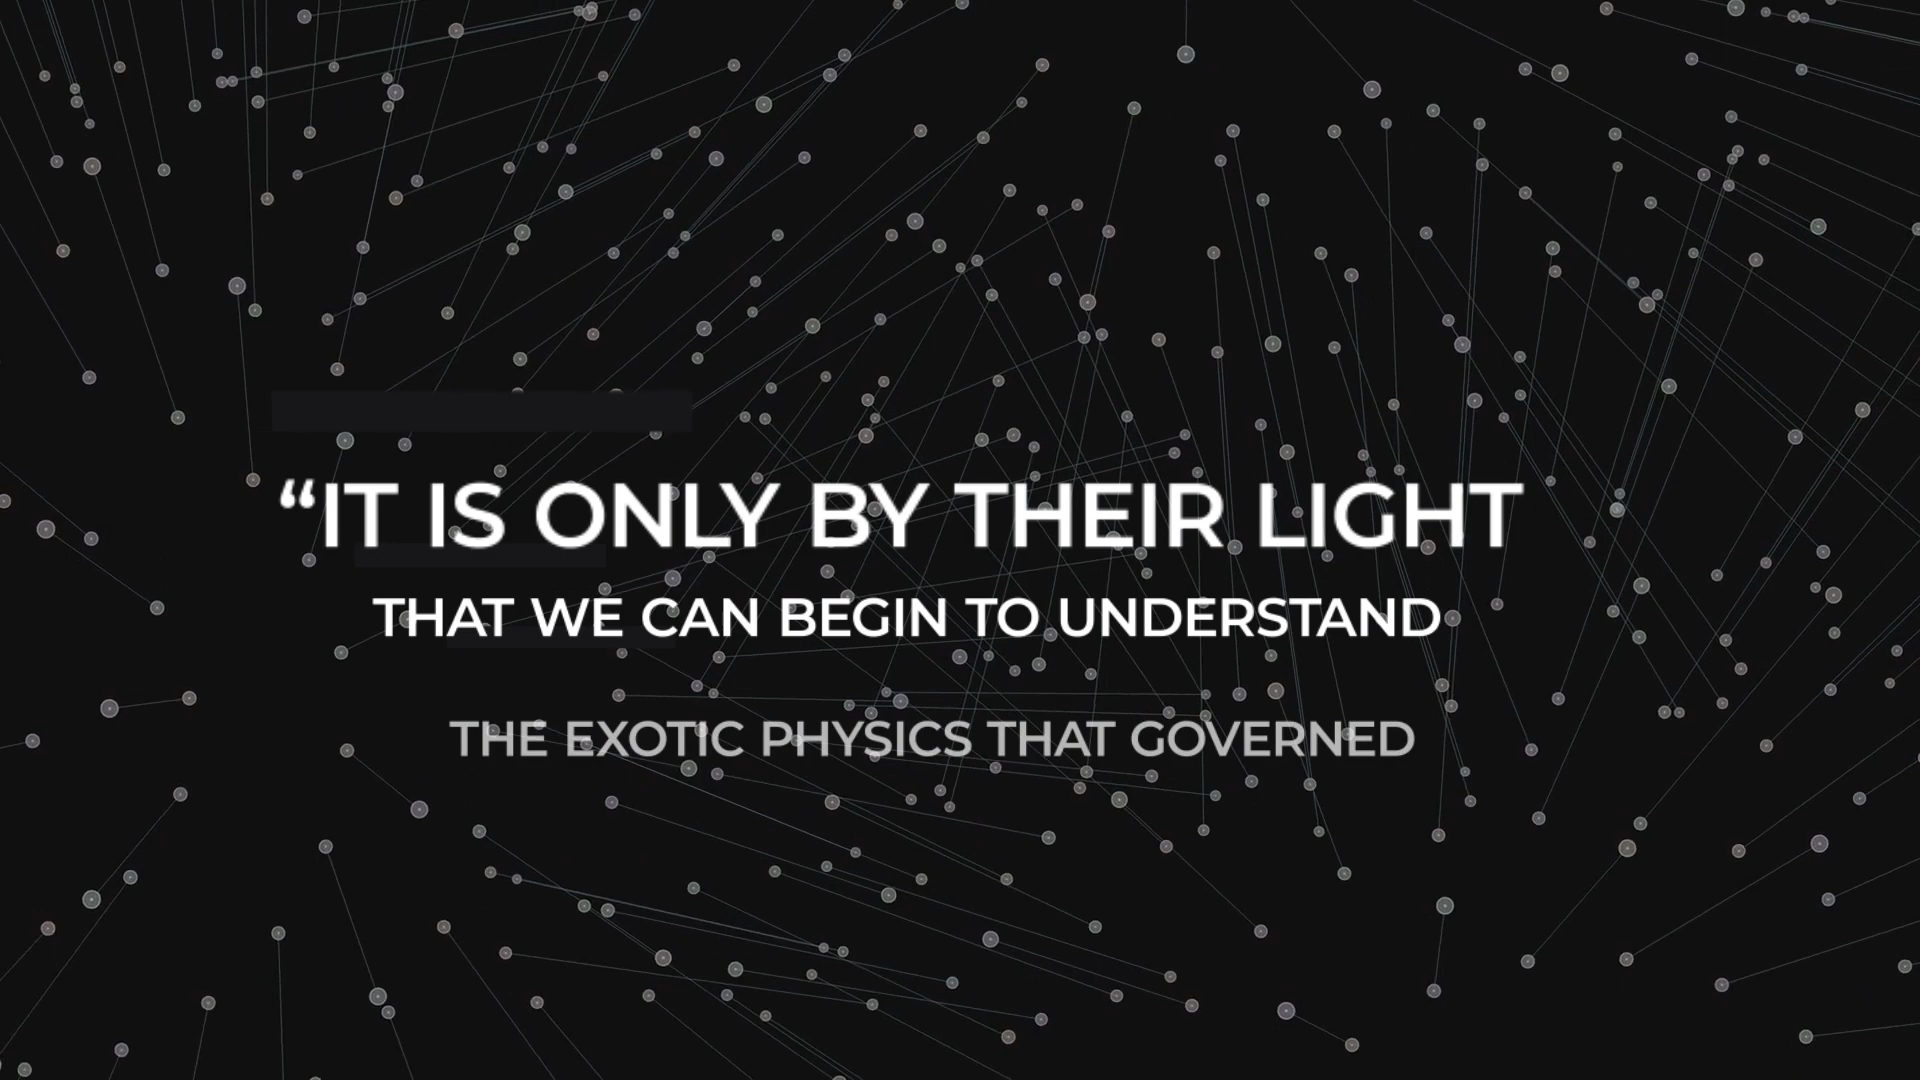 “IT IS ONLY BY THEIR LIGHT
THAT WE CAN BEGIN TO UNDERSTAND
THE EXOTIC PHYSICS THAT GOVERNED